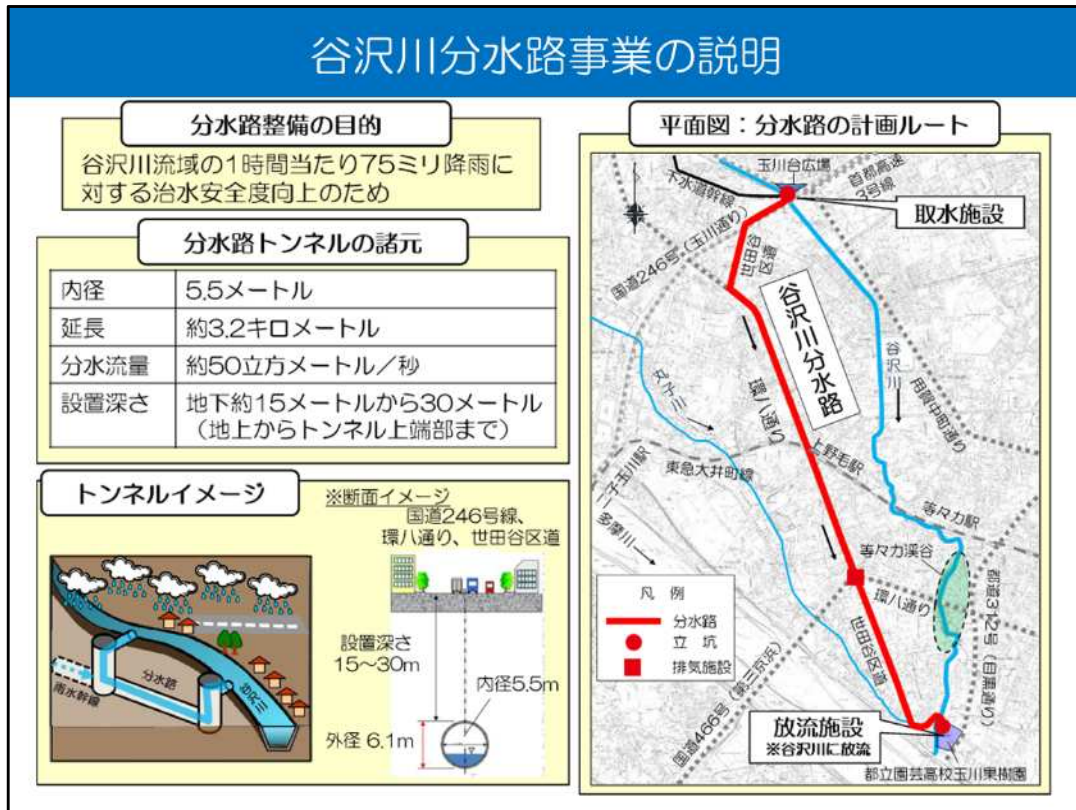 谷沢川分水路事業の説明
分水路整備の目的
谷沢川流域の1時間当たり75ミリ降雨に
対する治水安全度向上のため
分水路トンネルの諸元
内径 5.5メートル
延長 約3.2キロメートル
分水流量 約50立方メートル／秒
設置深さ 地下約15メートルから30メートル
（地上からトンネル上端部まで）
トンネルイメージ
※断面イメージ
国道246号線、
環八通り、世田谷区道
雨水幹線
分水路
谷沢川
設置深さ
15～30m
内径5.5m
外径 6.1m
平面図：分水路の計画ルート
玉川台広場
下水道幹線
首都高速
3号線
取水施設
国道246号（玉川通り）
世田谷
区道
谷沢川分水路
谷沢川
丸子川
環八通り
用賀中町通り
上野毛駅
東急大井町線
二子玉川駅
多摩川
等々力駅
等々力渓谷
環八通り
都道312号（目黒通り）
凡 例
分水路
立坑
排気施設
世田谷区道
国道466号（第三京浜）
放流施設
※谷沢川に放流
都立園芸高校玉川果樹園